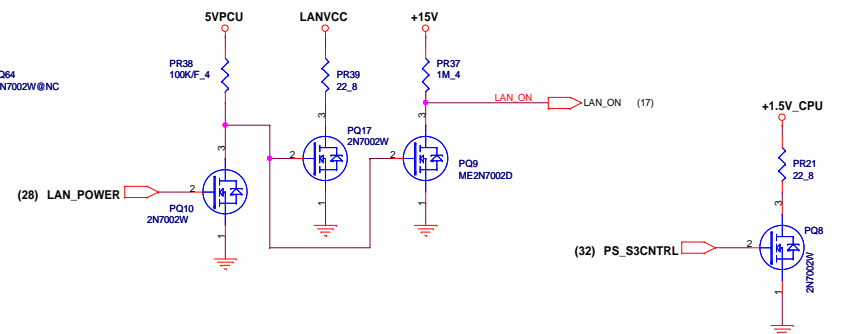 5VPCU
LANVCC
+15V
Q64
N7002W@NC
PR38
100K/F_4
PR39
22_8
PR37
1M_4
LAN_ON
LAN_ON (17)
+1.5V_CPU
3
3
3
PQ17
2N7002W
2
2
PQ9
ME2N7002D
PR21
22_8
(28) LAN_POWER
2
PQ10
2N7002W
1
1
1
3
PQ8
(32) PS_S3CNTRL
2
2N7002W
1